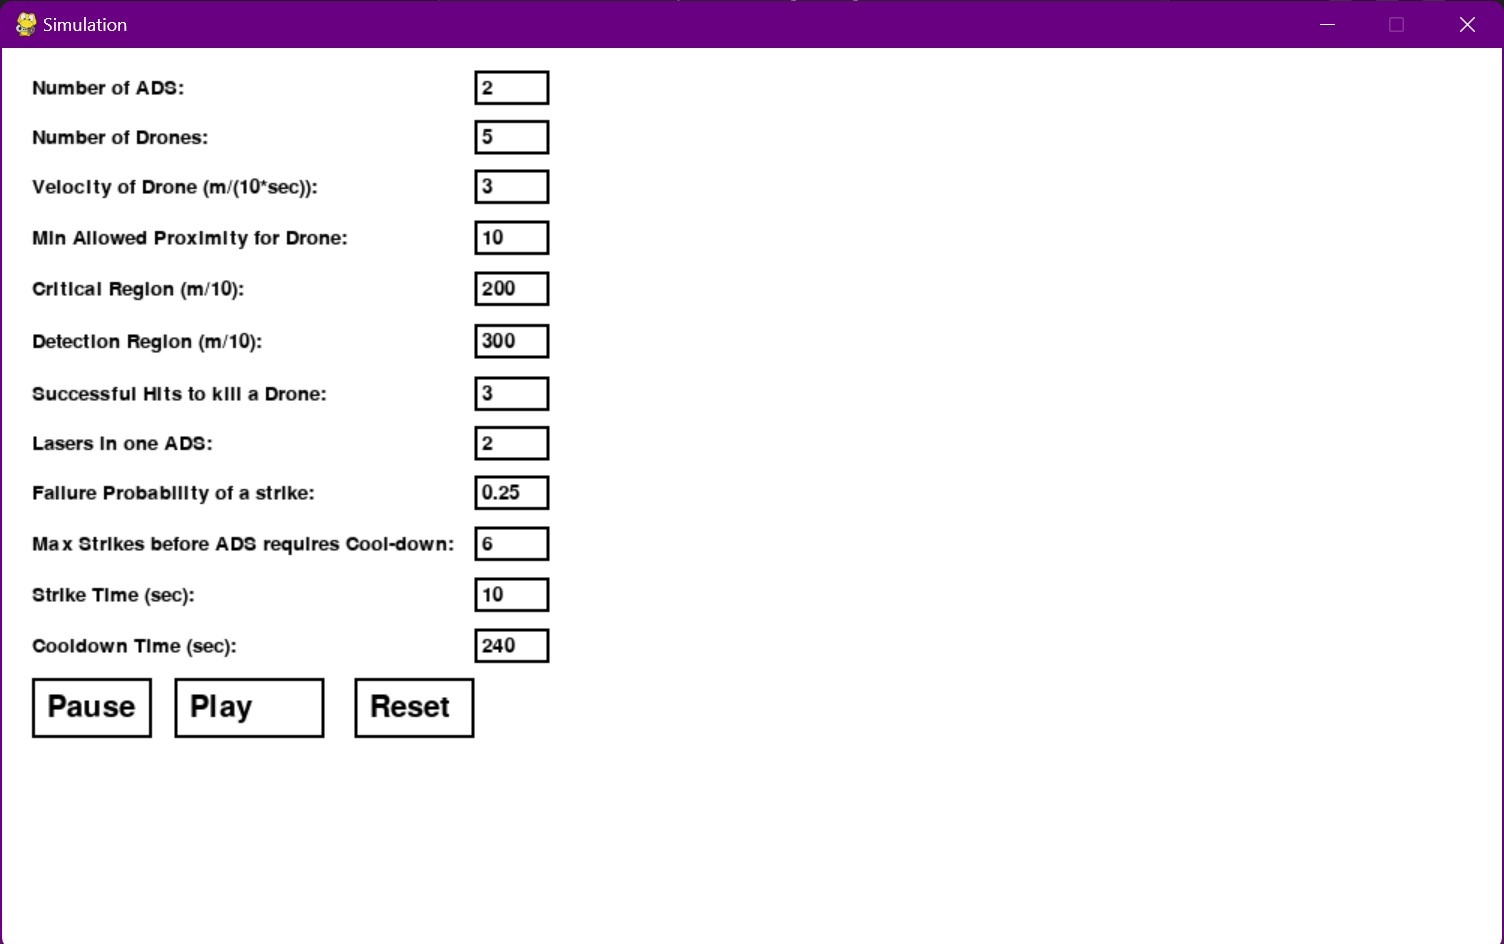 Simulation
Number of ADS: 2
Number of Drones: 5
Velocity of Drone (m/(10*sec)): 3
Min Allowed Proximity for Drone: 10
Critical Region (m/10): 200
Detection Region (m/10): 300
Successful Hits to kill a Drone: 3
Lasers in one ADS: 2
Failure Probability of a strike: 0.25
Max Strikes before ADS requires Cool-down: 6
Strike Time (sec): 10
Cooldown Time (sec): 240
Pause Play Reset